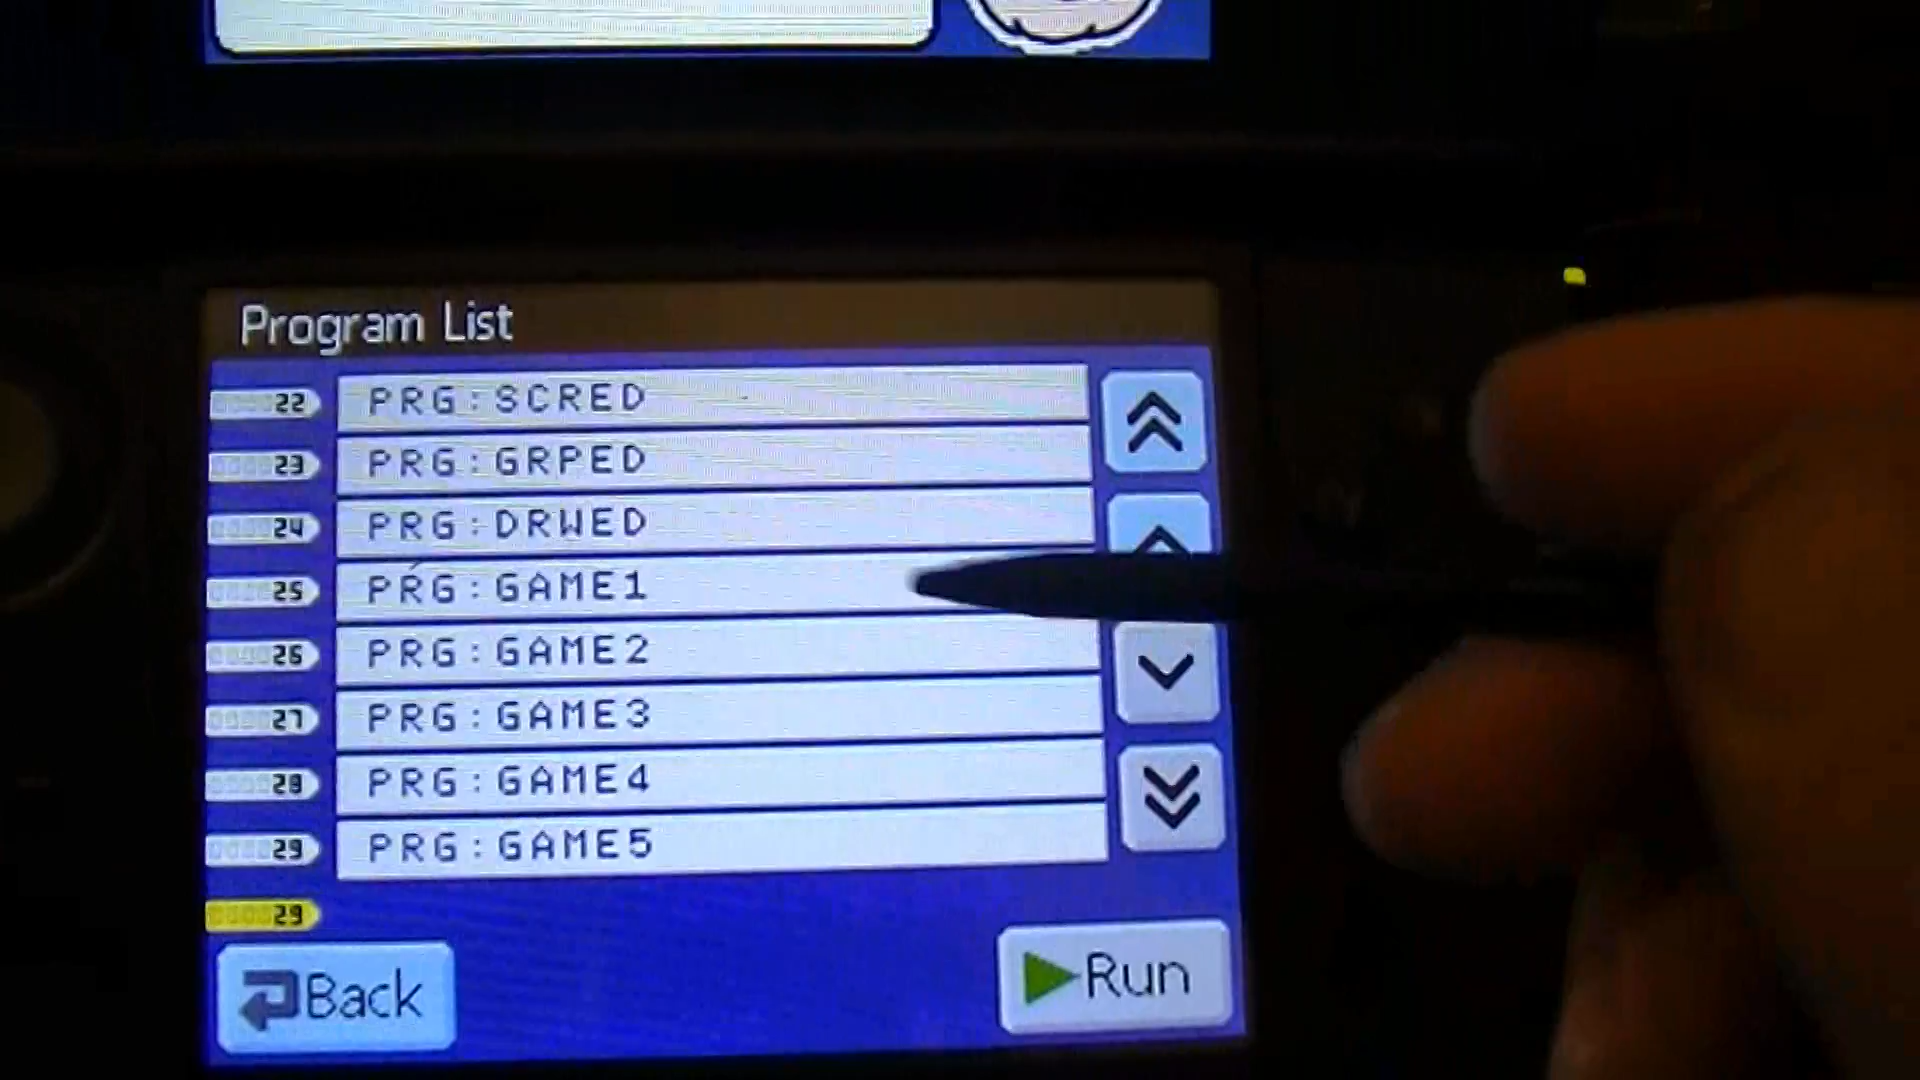 Program List
22 PRG:SCRED
23 PRG:GRPED
24 PRG:DRWED
25 PRG:GAME1
26 PRG:GAME2
27 PRG:GAME3
28 PRG:GAME4
29 PRG:GAME5
29
Back
Run